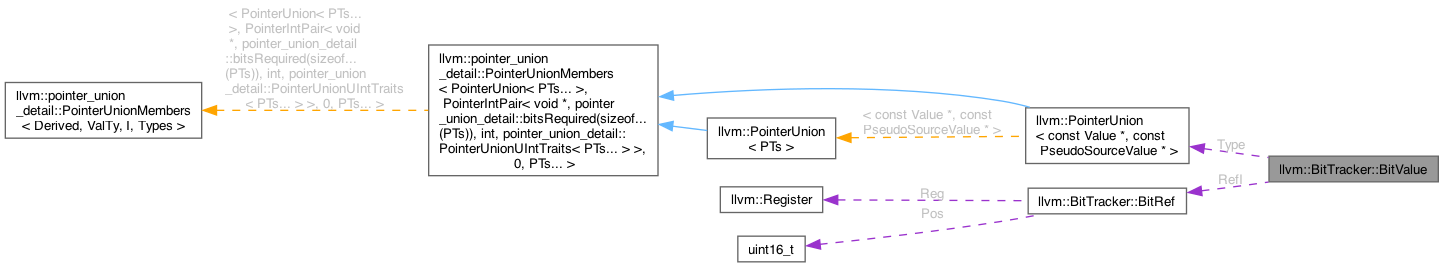 < PointerUnion< PTs...
>, PointerIntPair< void
*, pointer_union_detail
::bitsRequired(sizeof...
(PTs)), int, pointer_union
_detail::PointerUnionUIntTraits
< PTs... > >, 0, PTs... >
llvm::pointer_union
_detail::PointerUnionMembers
< Derived, ValTy, I, Types >
llvm::pointer_union
_detail::PointerUnionMembers
< PointerUnion< PTs... >,
PointerIntPair< void *, pointer
_union_detail::bitsRequired(sizeof...
(PTs)), int, pointer_union_detail::
PointerUnionUIntTraits< PTs... > >,
0, PTs... >
llvm::PointerUnion
< PTs >
< const Value *, const
PseudoSourceValue * >
llvm::PointerUnion
< const Value *, const
PseudoSourceValue * >
Type
llvm::BitTracker::BitValue
RefI
llvm::Register
Reg
llvm::BitTracker::BitRef
Pos
uint16_t